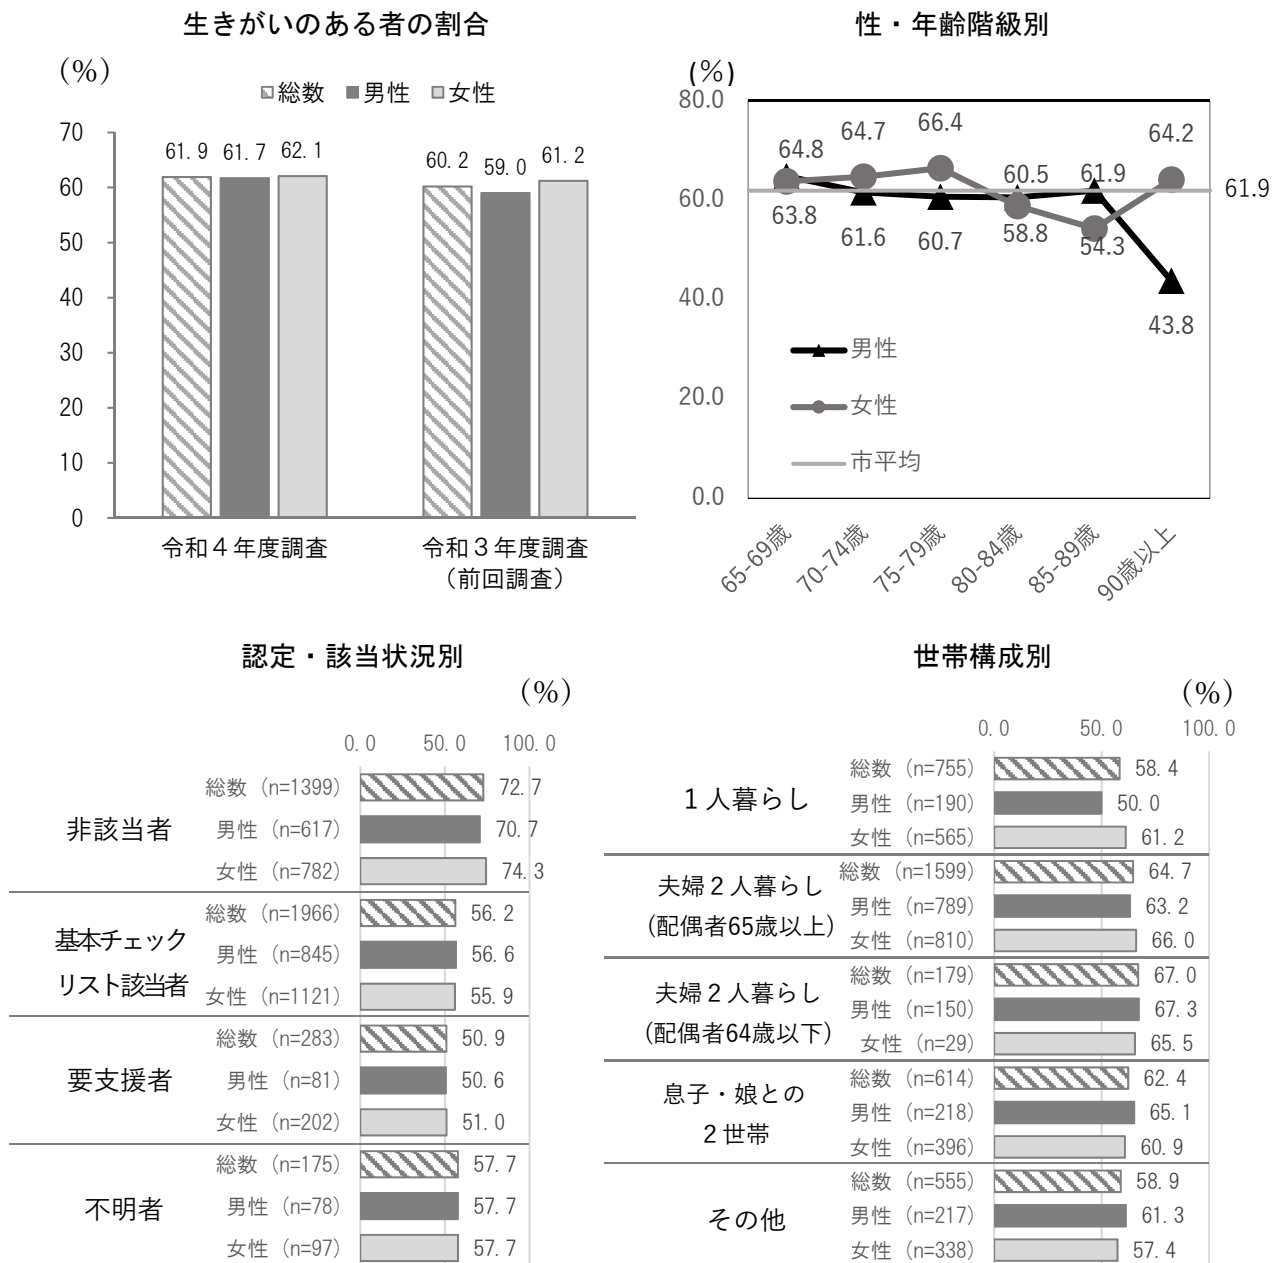 生きがいのある者の割合
(%)
総数 男性 女性
70
60
50
40
30
20
10
0
61.9 61.7 62.1
60.2 59.0 61.2
令和４年度調査
令和３年度調査
（前回調査）
性・年齢階級別
(%)
80.0
60.0
40.0
20.0
0.0
64.8 64.7 66.4 60.5 61.9 64.2
63.8 61.6 60.7 58.8 54.3 43.8
61.9
男性
女性
市平均
65-69歳
70-74歳
75-79歳
80-84歳
85-89歳
90歳以上
認定・該当状況別
(%)
0.0 50.0 100.0
非該当者
総数（n=1399） 72.7
男性（n=617） 70.7
女性（n=782） 74.3
基本チェック
リスト該当者
総数（n=1966） 56.2
男性（n=845） 56.6
女性（n=1121） 55.9
要支援者
総数（n=283） 50.9
男性（n=81） 50.6
女性（n=202） 51.0
不明者
総数（n=175） 57.7
男性（n=78） 57.7
女性（n=97） 57.7
世帯構成別
(%)
0.0 50.0 100.0
１人暮らし
総数（n=755） 58.4
男性（n=190） 50.0
女性（n=565） 61.2
夫婦２人暮らし
(配偶者65歳以上)
総数（n=1599） 64.7
男性（n=789） 63.2
女性（n=810） 66.0
夫婦２人暮らし
(配偶者64歳以下)
総数（n=179） 67.0
男性（n=150） 67.3
女性（n=29） 65.5
息子・娘との
２世帯
総数（n=614） 62.4
男性（n=218） 65.1
女性（n=396） 60.9
その他
総数（n=555） 58.9
男性（n=217） 61.3
女性（n=338） 57.4